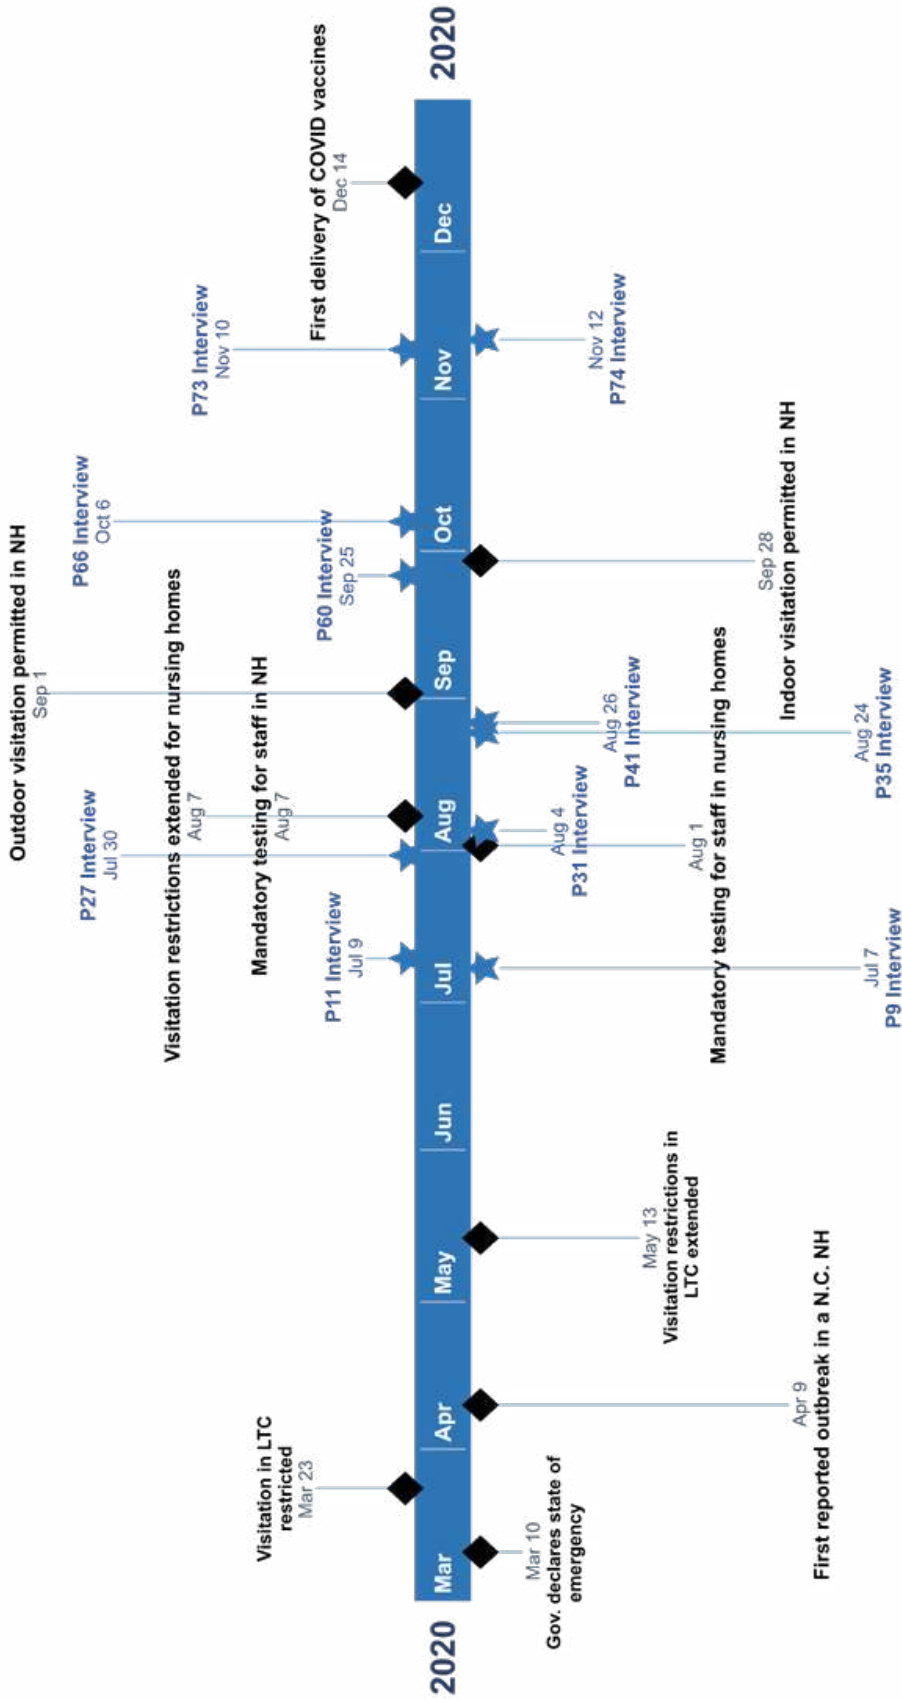 Outdoor visitation permitted in NH
Sep 1
P27 Interview
Jul 30
P66 Interview
Oct 6
Visitation restrictions extended for nursing homes
Aug 7
P73 Interview
Nov 10
Visitation in LTC
restricted
Mar 23
Mandatory testing for staff in NH
Aug 7
P11 Interview
Jul 9
P60 Interview
Sep 25
First delivery of COVID vaccines
Dec 14
2020
Mar
Apr
May
Jun
Jul
Aug
Sep
Oct
Nov
Dec
2020
Mar 10
Gov. declares state of
emergency
Aug 4
P31 Interview
Nov 12
P74 Interview
Aug 26
P41 Interview
May 13
Visitation restrictions in
LTC extended
Aug 1
Mandatory testing for staff in nursing homes
Sep 28
Indoor visitation permitted in NH
Apr 9
First reported outbreak in a N.C. NH
Aug 24
P35 Interview
Jul 7
P9 Interview